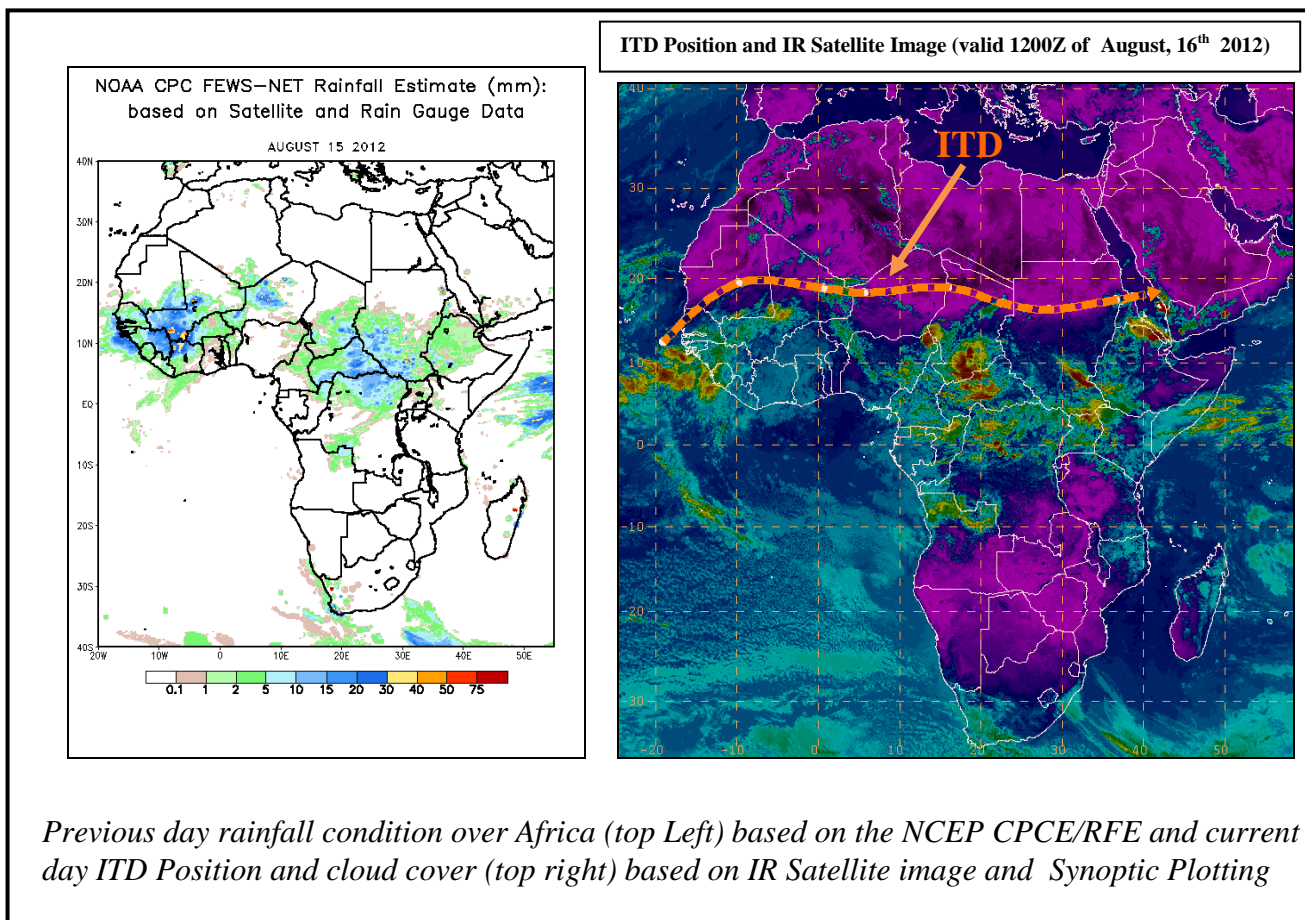 ITD Position and IR Satellite Image (valid 1200Z of August, 16th 2012)
NOAA CPC FEWS-NET Rainfall Estimate (mm):
based on Satellite and Rain Gauge Data
AUGUST 15 2012
40N
30N
20N
10N
EQ
10S
20S
30S
40S
20W 10W 0 10E 20E 30E 40E 50E
0.1 1 2 5 10 15 20 30 40 50 75
ITD
40
30
20
10
0
-10
-20
-30
-20 -10 0 10 20 30 40 50
Previous day rainfall condition over Africa (top Left) based on the NCEP CPCE/RFE and current
day ITD Position and cloud cover (top right) based on IR Satellite image and Synoptic Plotting